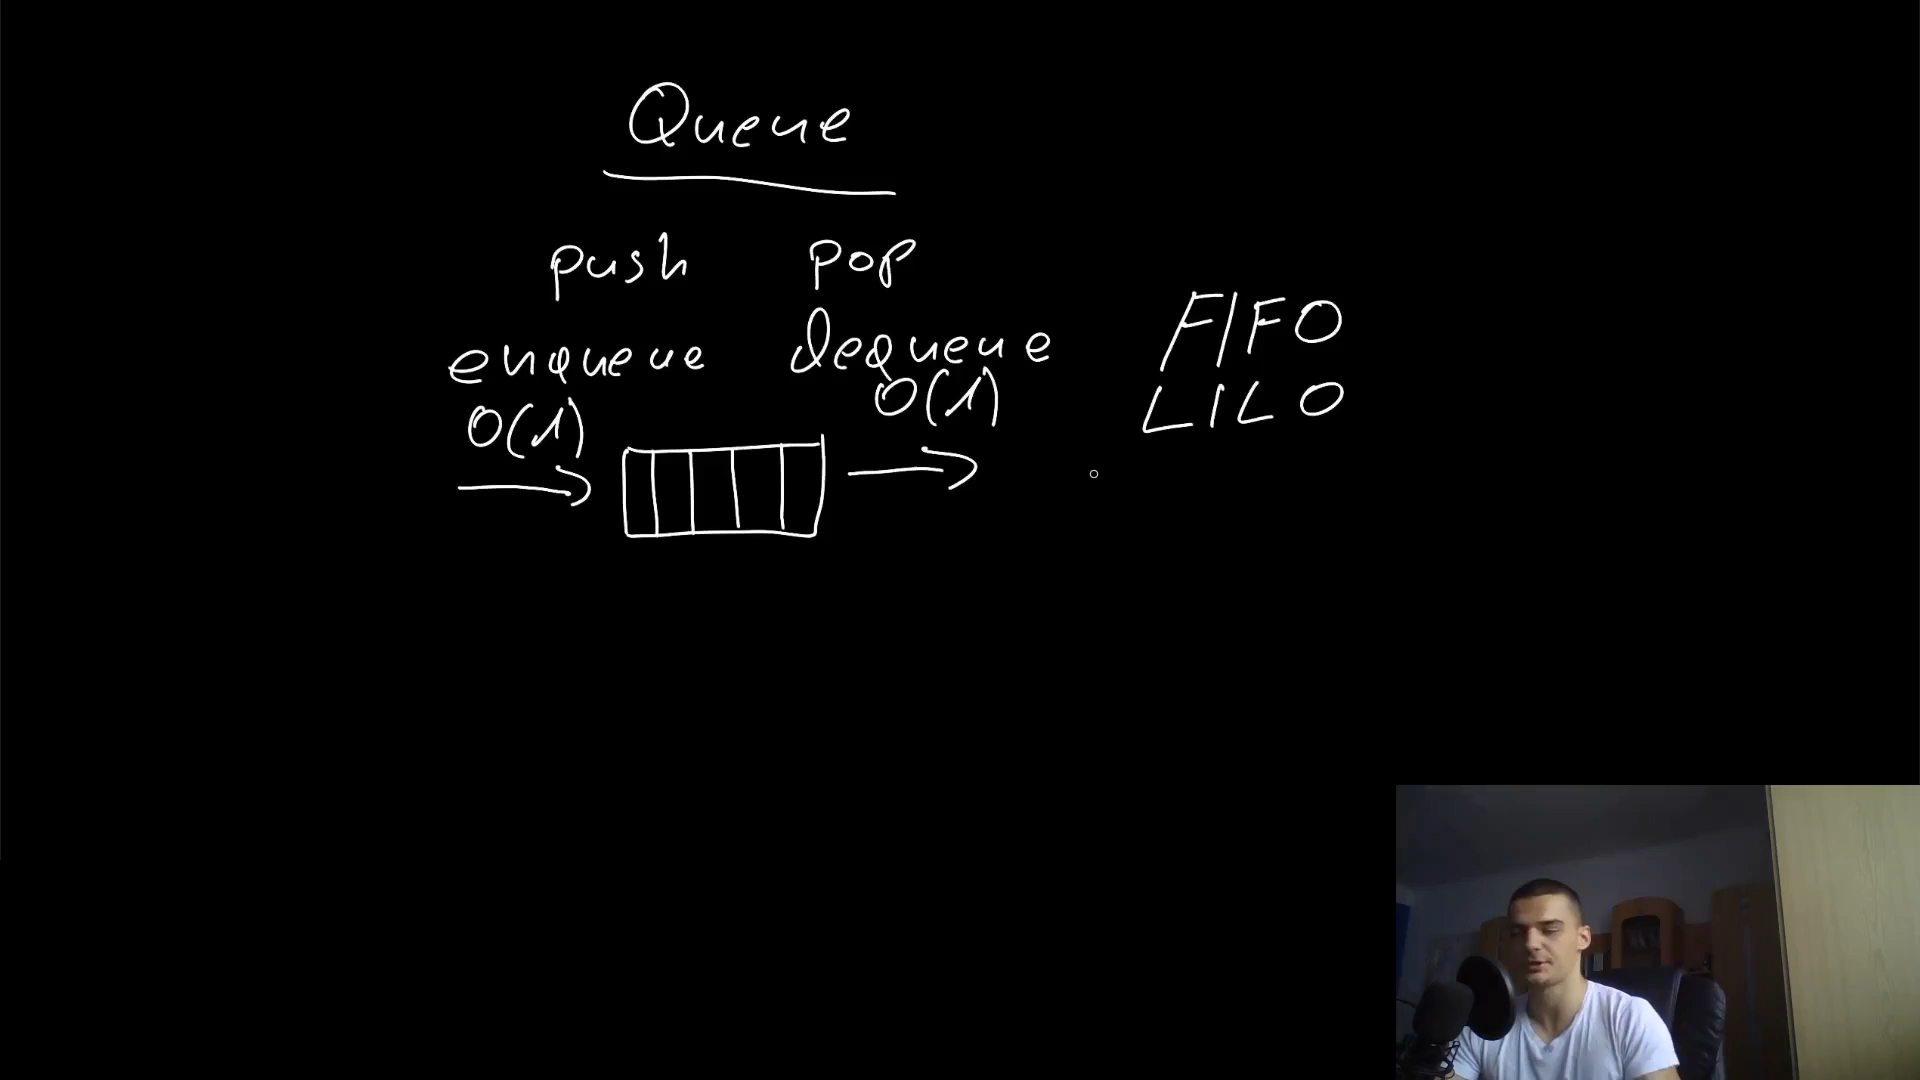 Queue
push pop
enqueue dequeue
O(1) O(1)
FIFO
LILO